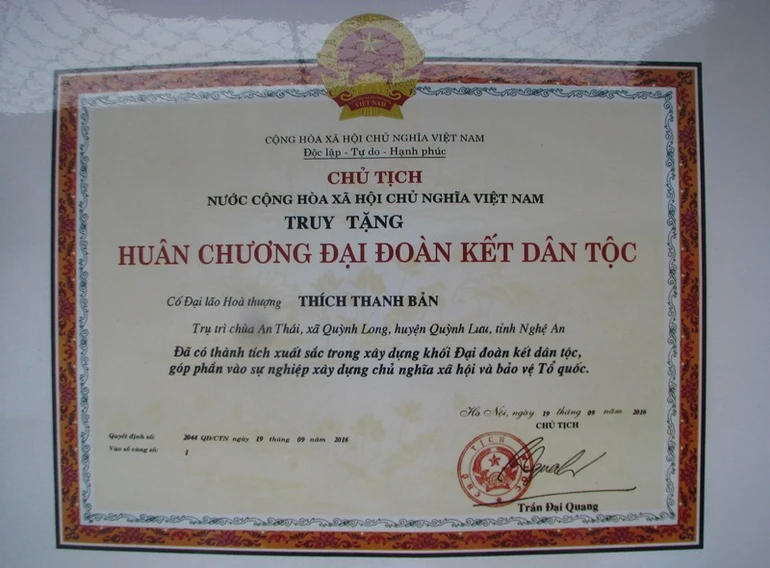 VIỆT NAM
CỘNG HÒA XÃ HỘI CHỦ NGHĨA VIỆT NAM
Độc lập - Tự do - Hạnh phúc
CHỦ TỊCH
NƯỚC CỘNG HÒA XÃ HỘI CHỦ NGHĨA VIỆT NAM
TRUY TẶNG
HUÂN CHƯƠNG ĐẠI ĐOÀN KẾT DÂN TỘC
Cố Đại lão Hoà thượng THÍCH THANH BẢN
Trụ trì chùa An Thái, xã Quỳnh Long, huyện Quỳnh Lưu, tỉnh Nghệ An
Đã có thành tích xuất sắc trong xây dựng khối Đại đoàn kết dân tộc,
góp phần vào sự nghiệp xây dựng chủ nghĩa xã hội và bảo vệ Tổ quốc.
Hà Nội, ngày 19 tháng 09 năm 2016
CHỦ TỊCH
Quyết định số: 2044 QĐ/CTN ngày 19 tháng 09 năm 2016
Vào sổ vàng số: 1
CHỦ TỊCH NƯỚC
Trần Đại Quang